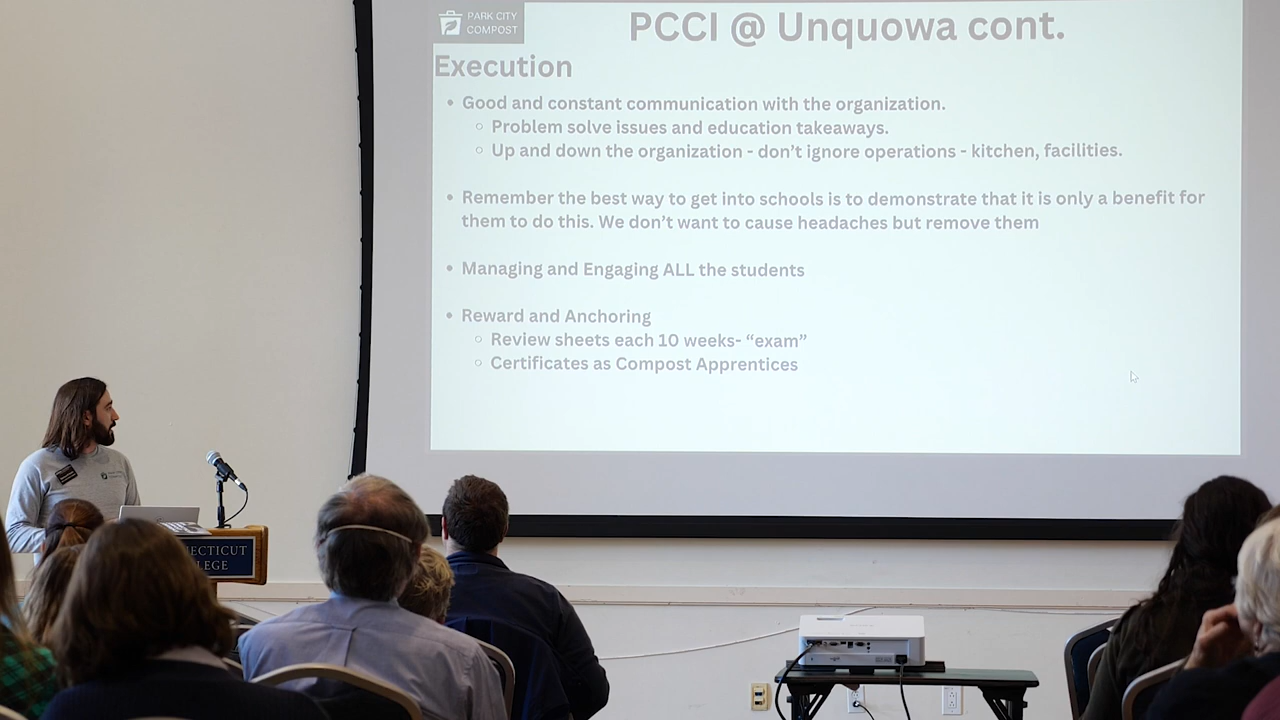 PARK CITY
COMPOST
PCCI @ Unquowa cont.
Execution
• Good and constant communication with the organization.
◦ Problem solve issues and education takeaways.
◦ Up and down the organization - don't ignore operations - kitchen, facilities.
• Remember the best way to get into schools is to demonstrate that it is only a benefit for
them to do this. We don't want to cause headaches but remove them
• Managing and Engaging ALL the students
• Reward and Anchoring
◦ Review sheets each 10 weeks- “exam”
◦ Certificates as Compost Apprentices
NECTICUT
LEGE